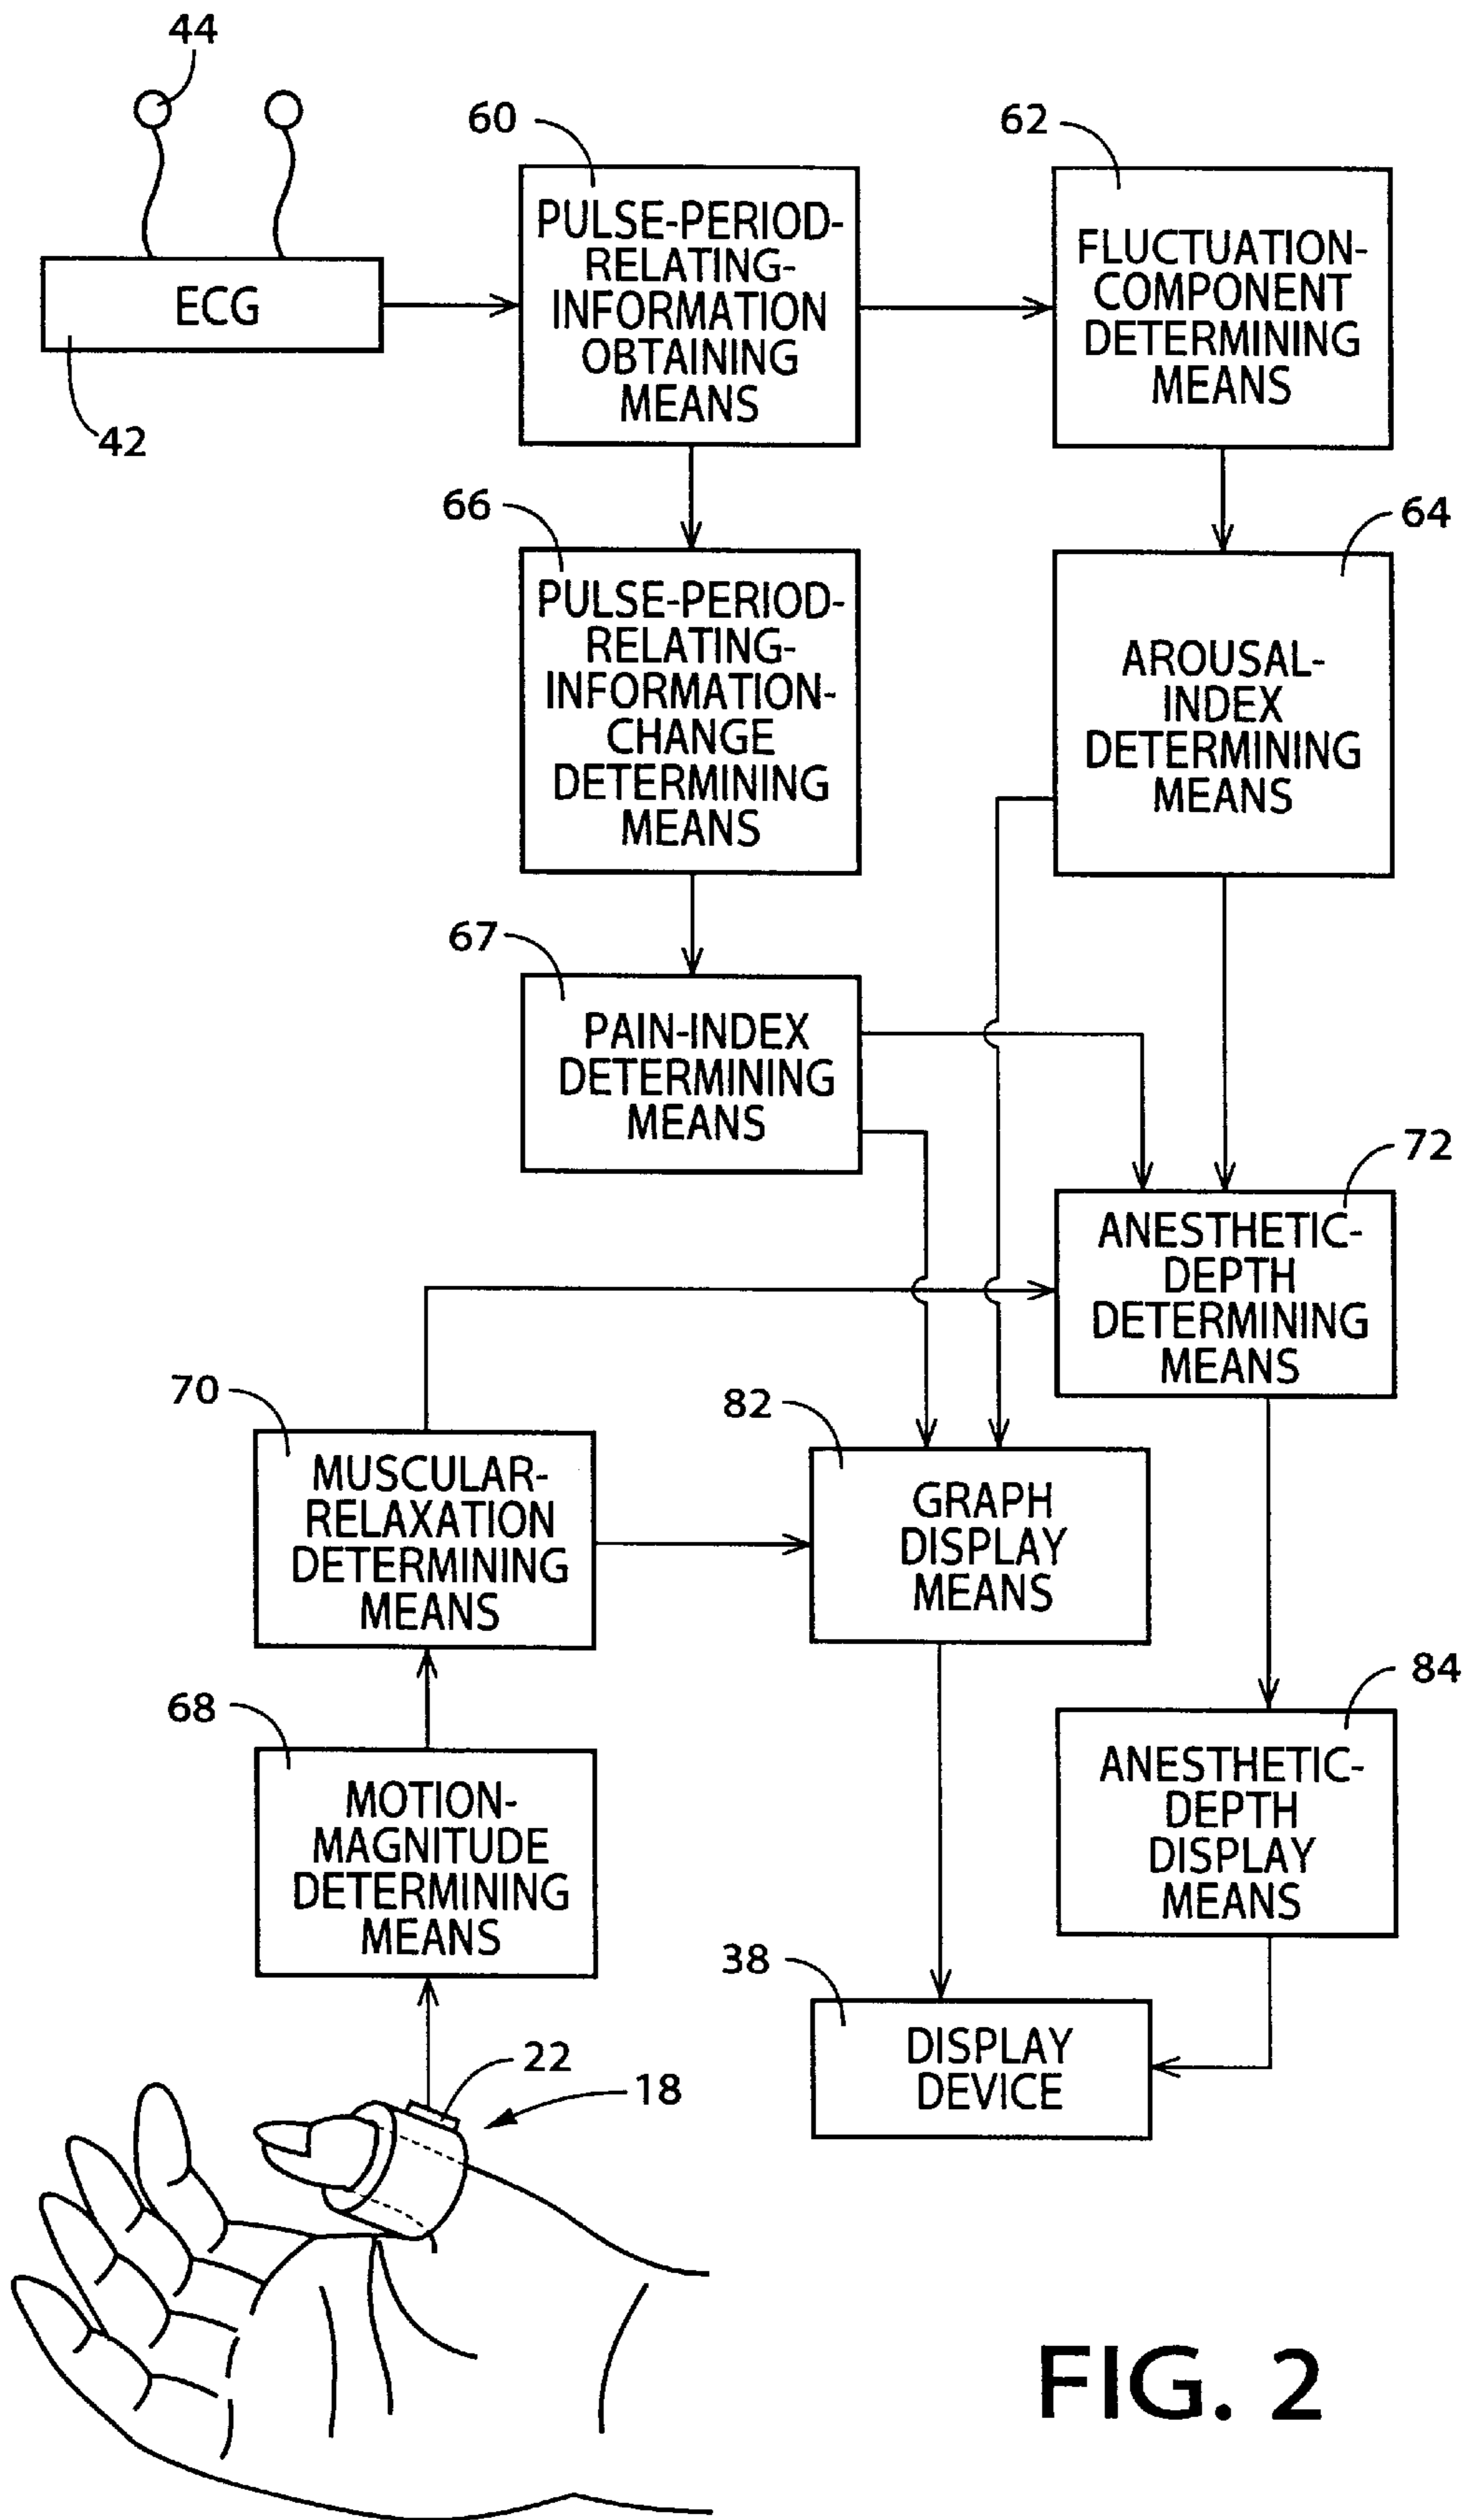 44
60
62
PULSE-PERIOD-
RELATING-
INFORMATION
OBTAINING
MEANS
FLUCTUATION-
COMPONENT
DETERMINING
MEANS
ECG
42
66
64
PULSE-PERIOD-
RELATING-
INFORMATION-
CHANGE
DETERMINING
MEANS
AROUSAL-
INDEX
DETERMINING
MEANS
67
PAIN-INDEX
DETERMINING
MEANS
72
ANESTHETIC-
DEPTH
DETERMINING
MEANS
70
82
MUSCULAR-
RELAXATION
DETERMINING
MEANS
GRAPH
DISPLAY
MEANS
68
84
MOTION-
MAGNITUDE
DETERMINING
MEANS
ANESTHETIC-
DEPTH
DISPLAY
MEANS
38
DISPLAY
DEVICE
22
18
FIG. 2